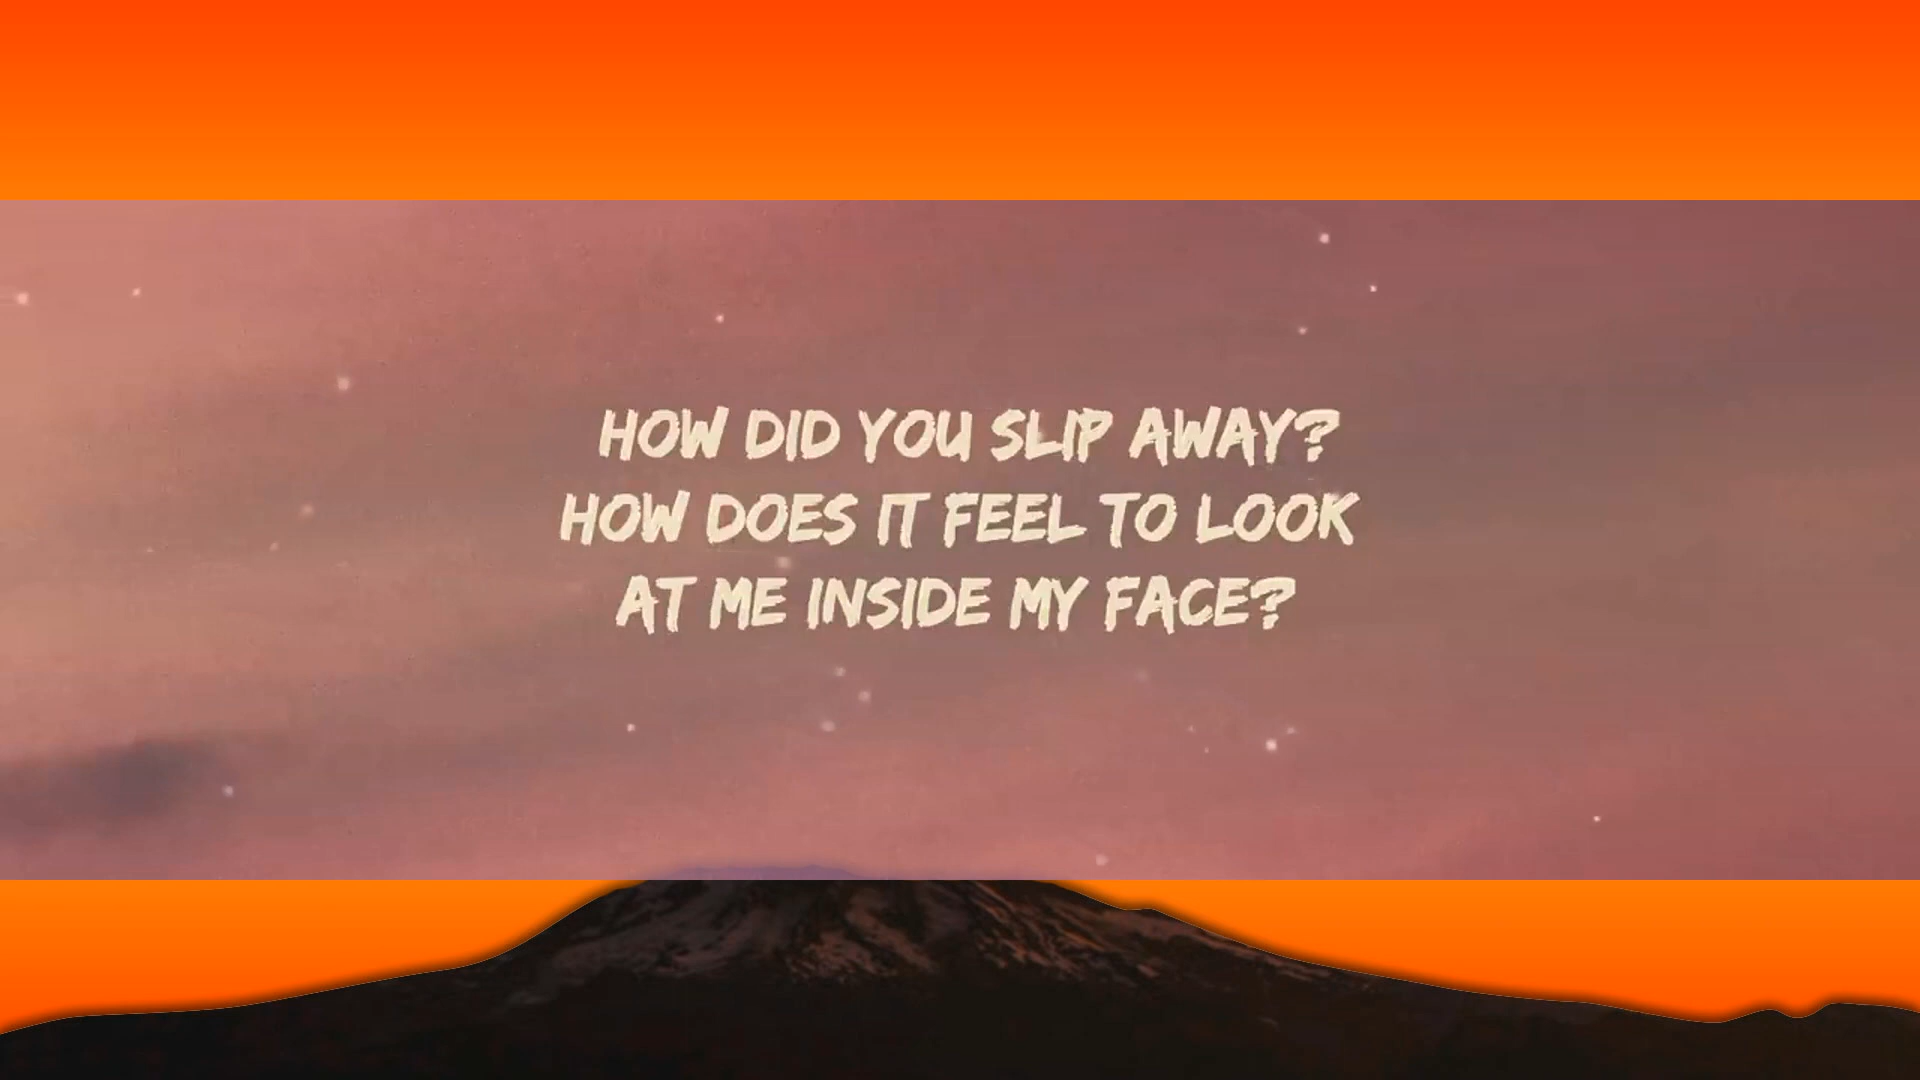 HOW DID YOU SLIP AWAY?
HOW DOES IT FEEL TO LOOK
AT ME INSIDE MY FACE?